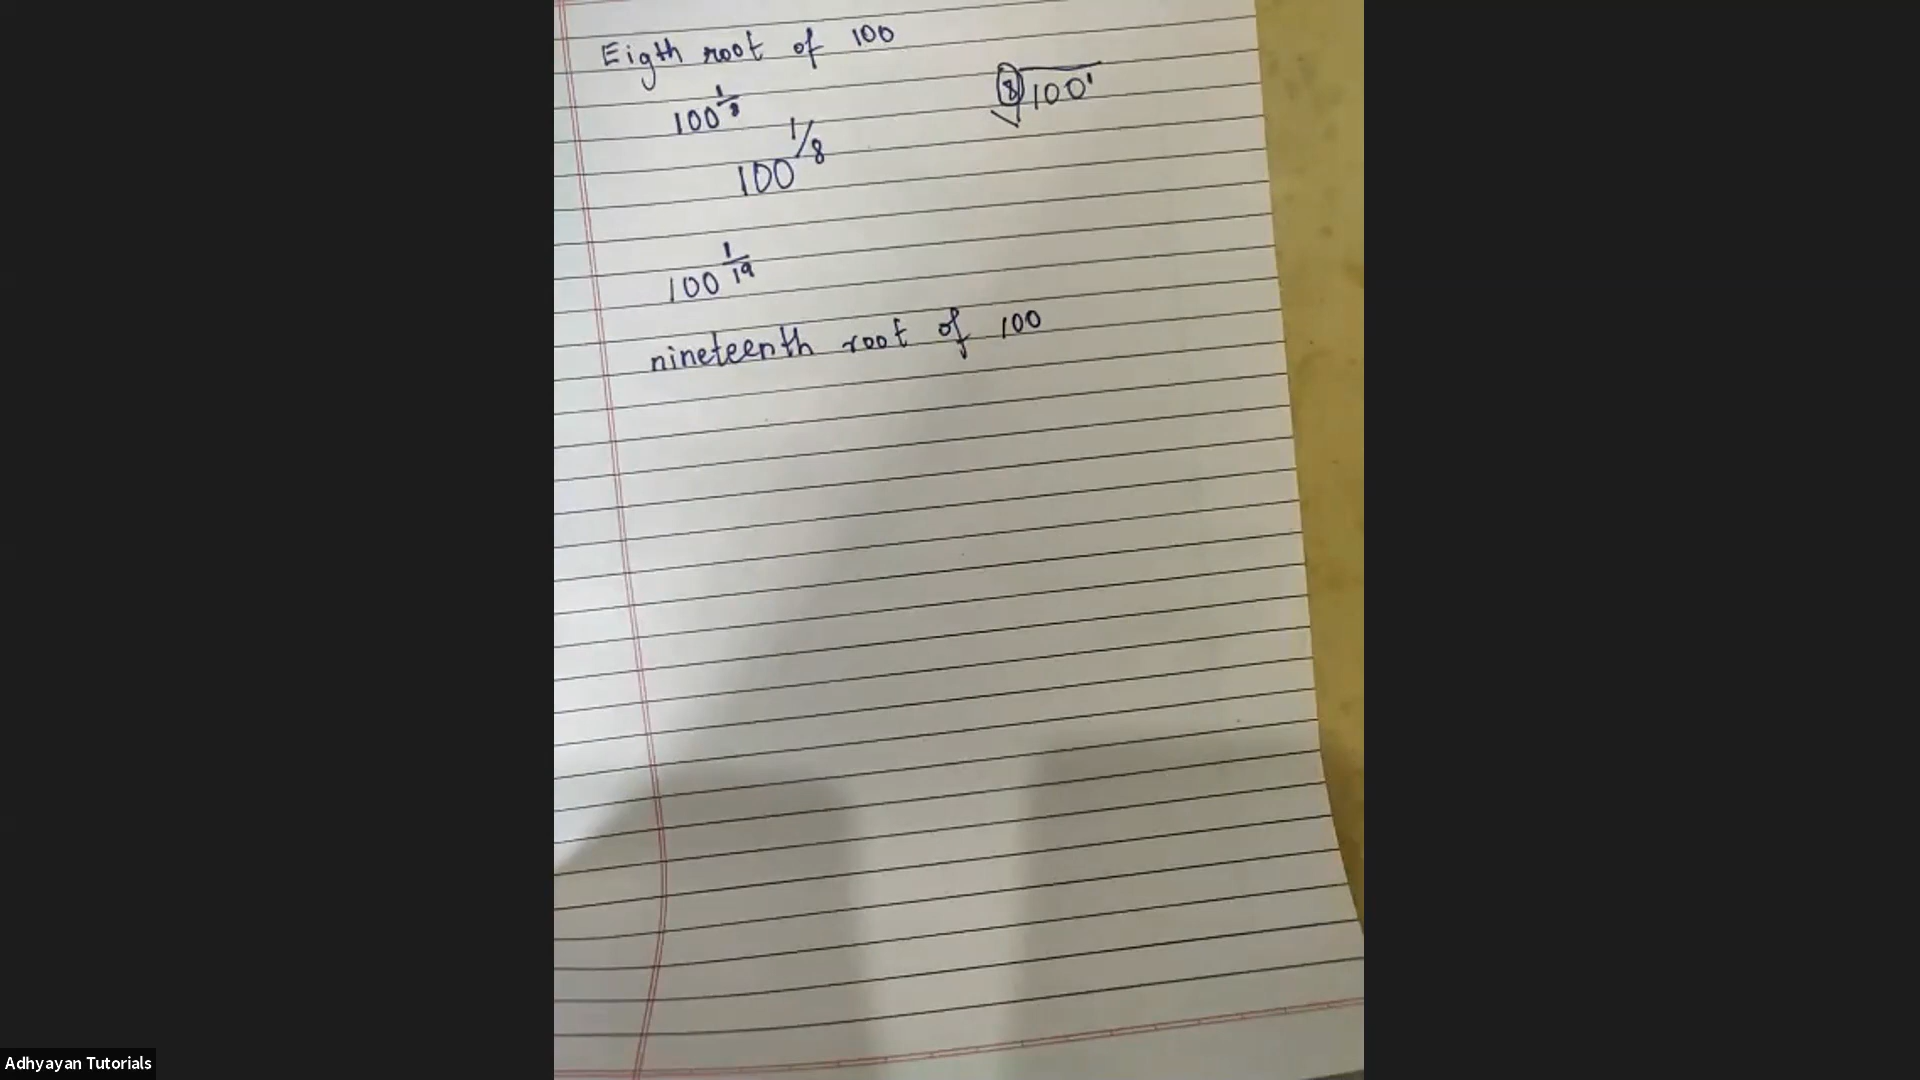 Eigth root of 100
100^1/8
⁸√100¹
100^1/8
100^1/19
nineteenth root of 100
Adhyayan Tutorials